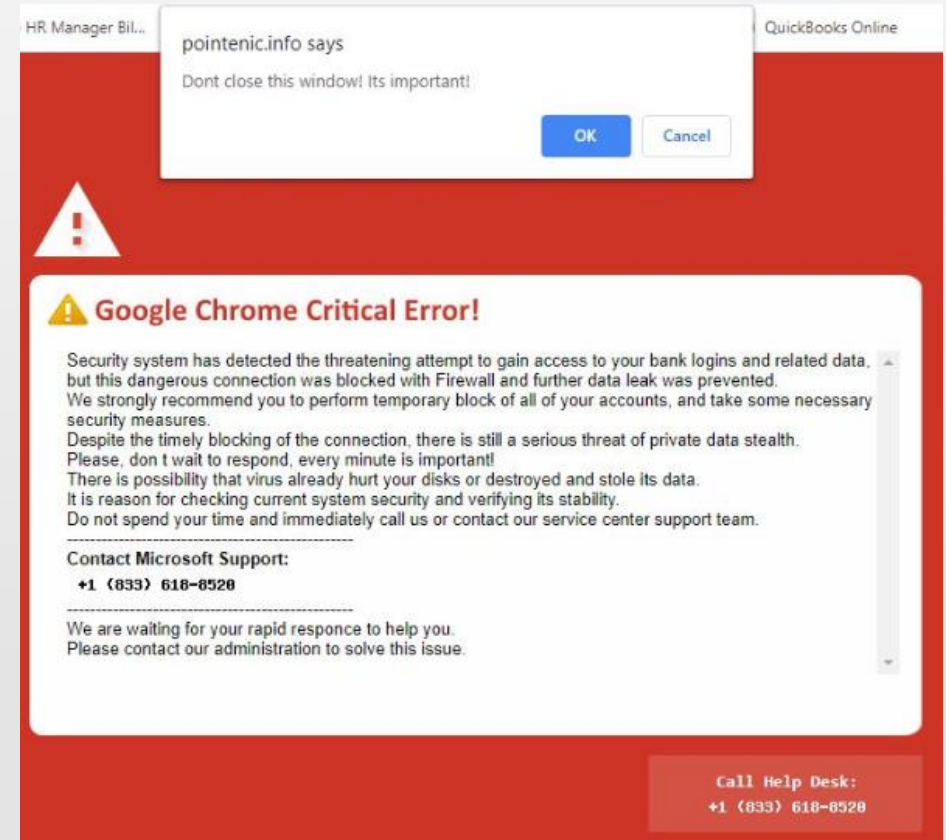 HR Manager Bil...
QuickBooks Online
pointenic.info says
Dont close this window! Its important!
OK
Cancel
Google Chrome Critical Error!
Security system has detected the threatening attempt to gain access to your bank logins and related data,
but this dangerous connection was blocked with Firewall and further data leak was prevented.
We strongly recommend you to perform temporary block of all of your accounts, and take some necessary
security measures.
Despite the timely blocking of the connection, there is still a serious threat of private data stealth.
Please, don t wait to respond, every minute is important!
There is possibility that virus already hurt your disks or destroyed and stole its data.
It is reason for checking current system security and verifying its stability.
Do not spend your time and immediately call us or contact our service center support team.
--------------------------------------------------
Contact Microsoft Support:
+1 (833) 618-8520
--------------------------------------------------
We are waiting for your rapid responce to help you.
Please contact our administration to solve this issue.
Call Help Desk:
+1 (833) 618-8520